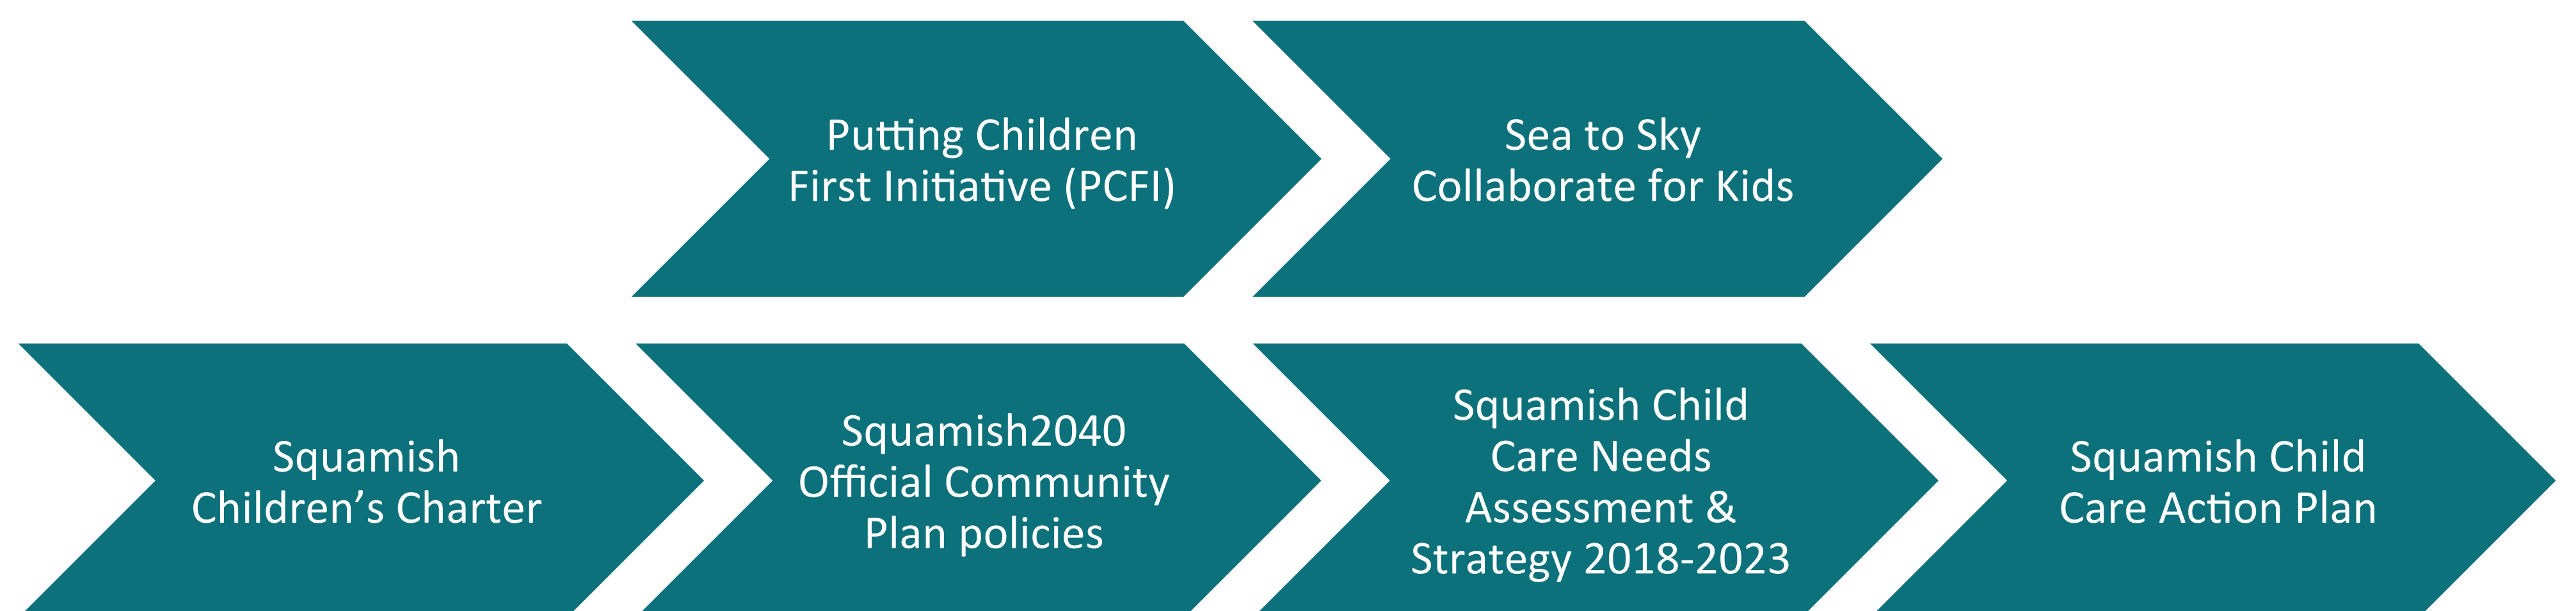 Putting Children
First Initiative (PCFI)
Sea to Sky
Collaborate for Kids
Squamish
Children’s Charter
Squamish2040
Official Community
Plan policies
Squamish Child
Care Needs
Assessment &
Strategy 2018-2023
Squamish Child
Care Action Plan